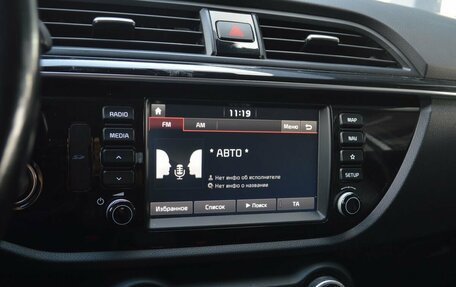 11:19
FM AM Меню
RADIO
MEDIA
MAP
NAV
SETUP
* АВТО *
Нет инфо об исполнителе
Нет инфо о названии
Избранное Список Поиск TA